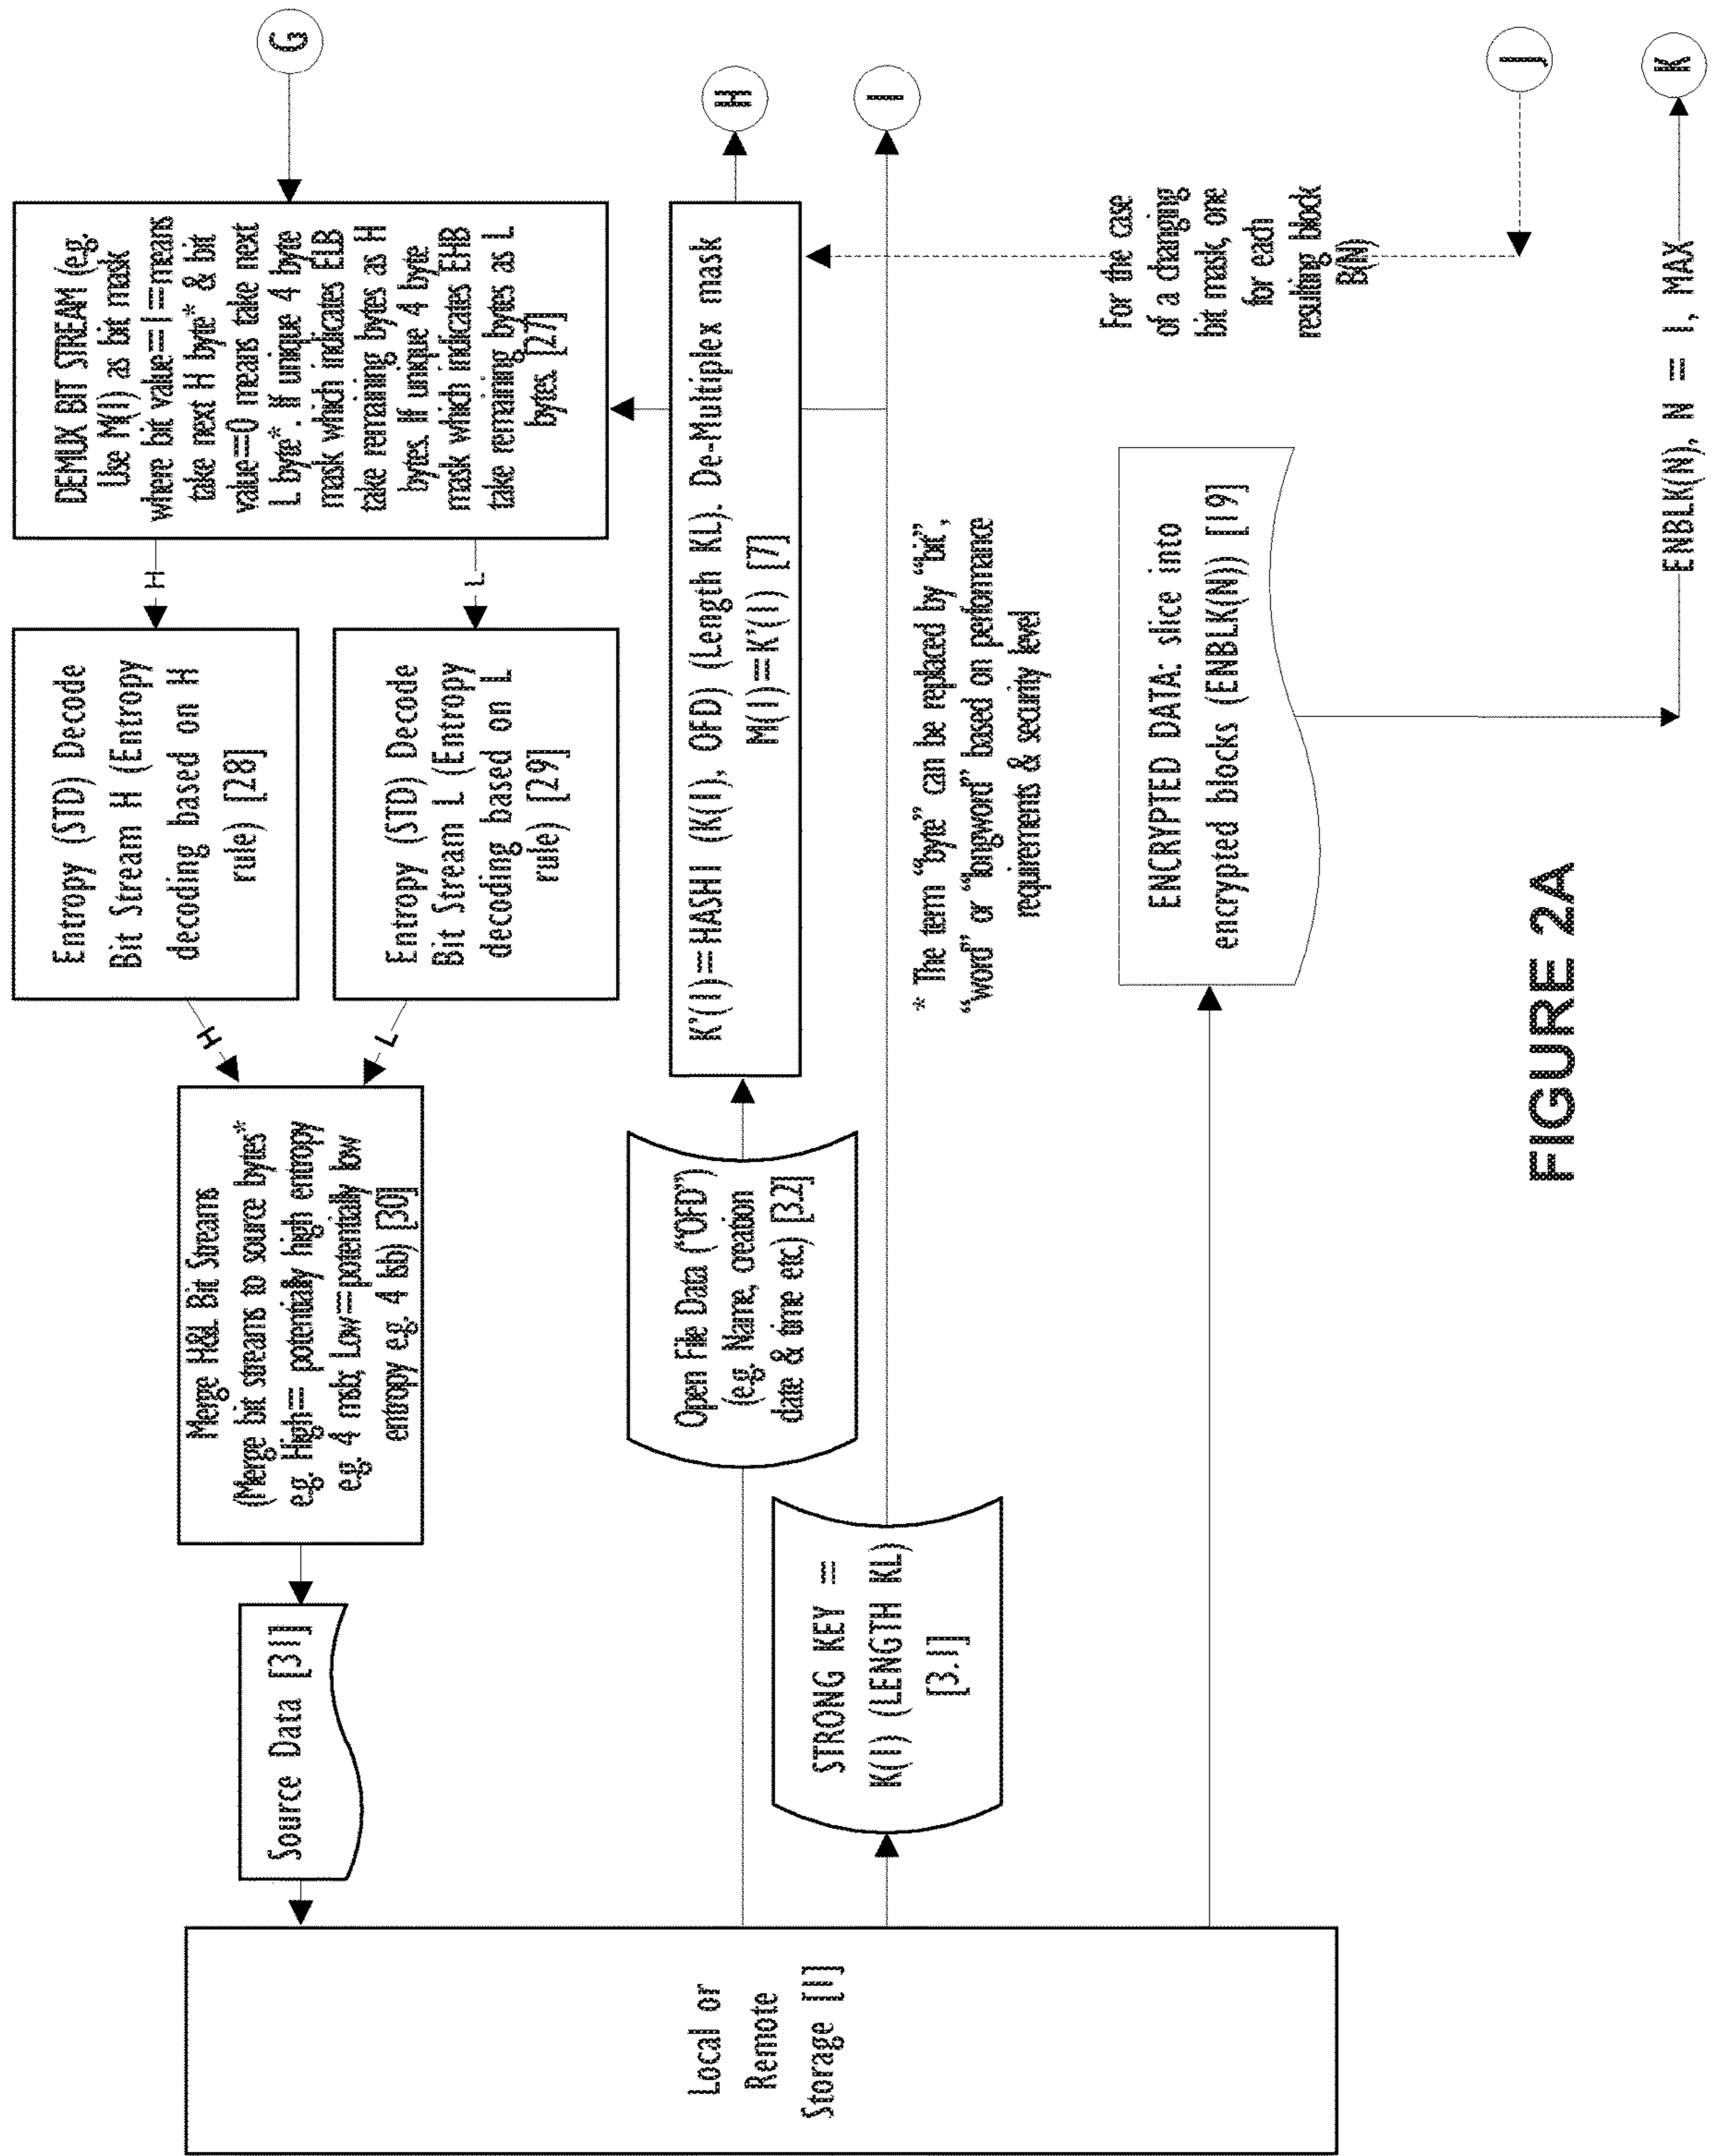 Local or
Remote
Storage [1]
Source Data [31]
Merge H&L Bit Streams
(Merge bit streams to source bytes*
e.g. High= potentially high entropy
e.g. 4 msb; Low=potentially low
entropy e.g. 4 lsb) [30]
H
L
Entropy (STD) Decode
Bit Stream H (Entropy
decoding based on H
rule) [28]
Entropy (STD) Decode
Bit Stream L (Entropy
decoding based on L
rule) [29]
H
L
DEMUX BIT STREAM (e.g.
Use M(I) as bit mask
where bit value=1=means
take next H byte* & bit
value=0 means take next
L byte*. If unique 4 byte
mask which indicates ELB
take remaining bytes as H
bytes. If unique 4 byte
mask which indicates EHB
take remaining bytes as L
bytes. [27]
G
Open File Data ("OFD")
(e.g. Name, creation
date & time etc.) [3.2]
K'(I)=HASH1 (K(I), OFD) (Length KL). De-Multiplex mask
M(I)=K'(I) [7]
H
STRONG KEY =
K(I) (LENGTH KL)
[3.1]
I
* The term "byte" can be replaced by "bit",
"word" or "longword" based on performance
requirements & security level
For the case
of a changing
bit mask, one
for each
resulting block
B(N)
J
ENCRYPTED DATA: slice into
encrypted blocks (ENBLK(N)) [19]
ENBLK(N), N = 1, MAX
K
FIGURE 2A